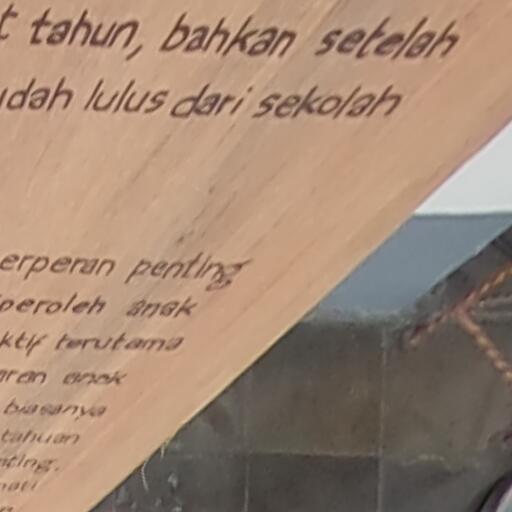 t tahun, bahkan setelah
udah lulus dari sekolah
erperan penting
peroleh anak
ktif terutama
aran anak
biasanya
tahuan
nting.